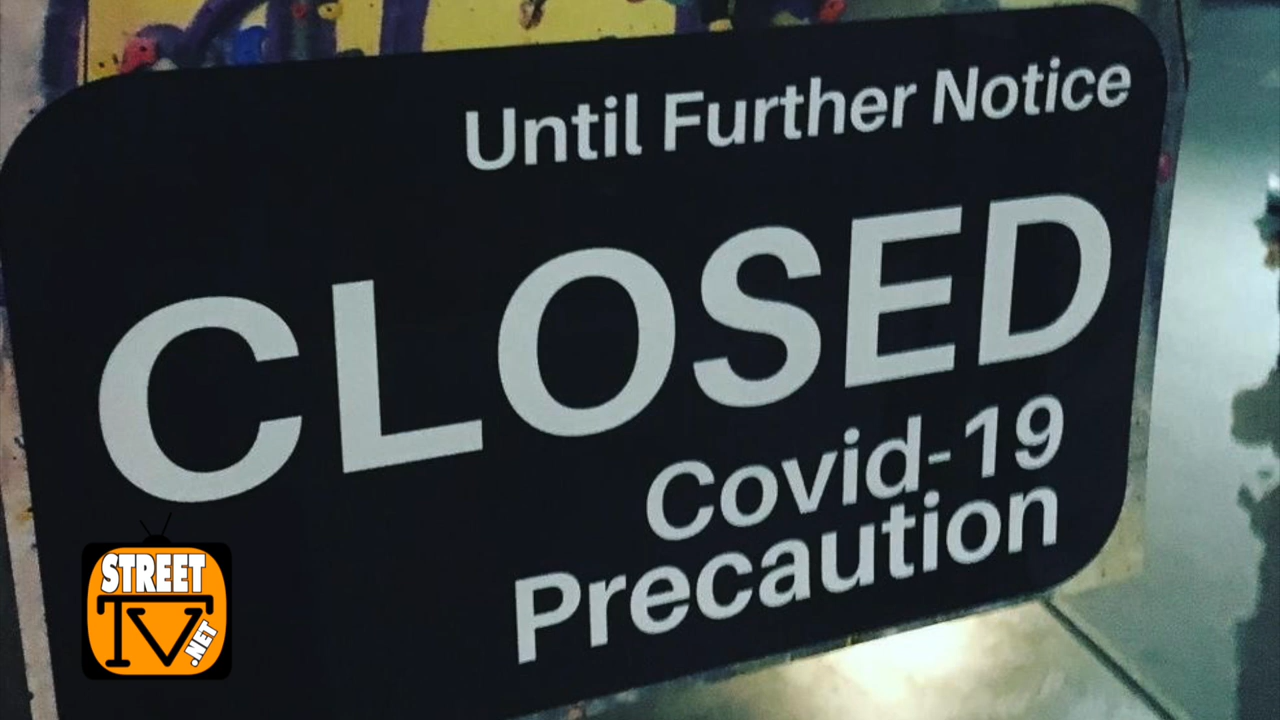 Until Further Notice
CLOSED
Covid-19
Precaution
STREET
TV
.NET